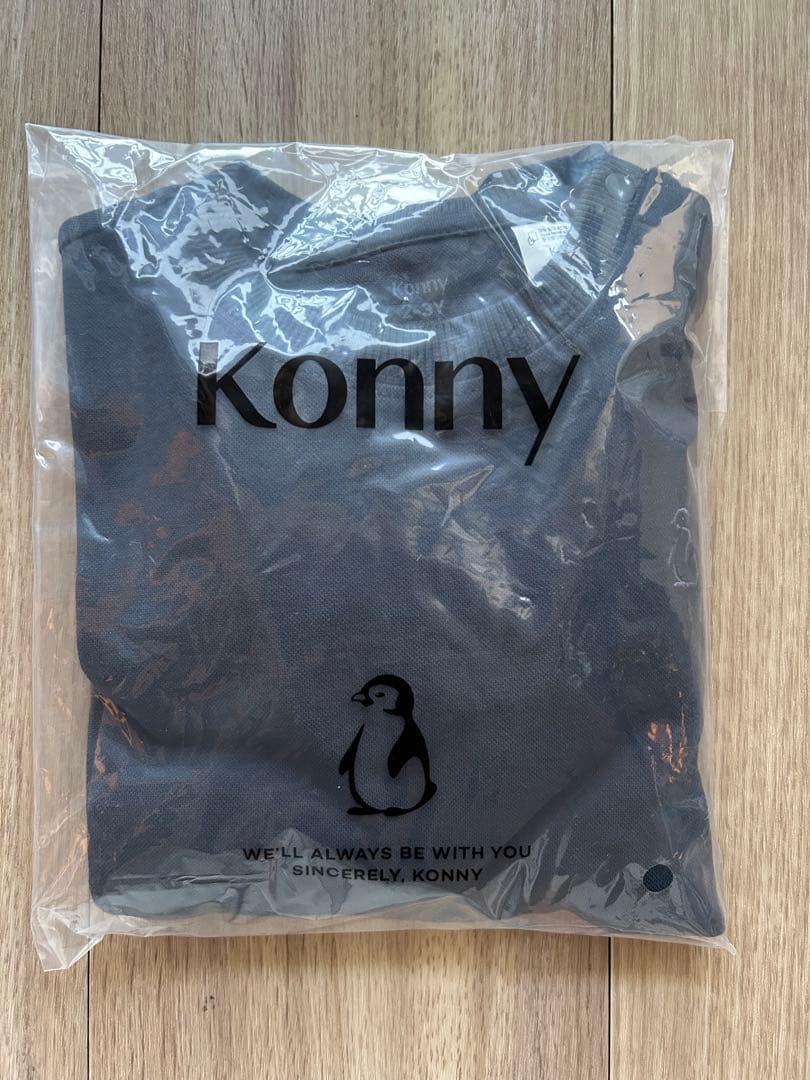 Konny
2-3Y
Konny
WE'LL ALWAYS BE WITH YOU
SINCERELY, KONNY